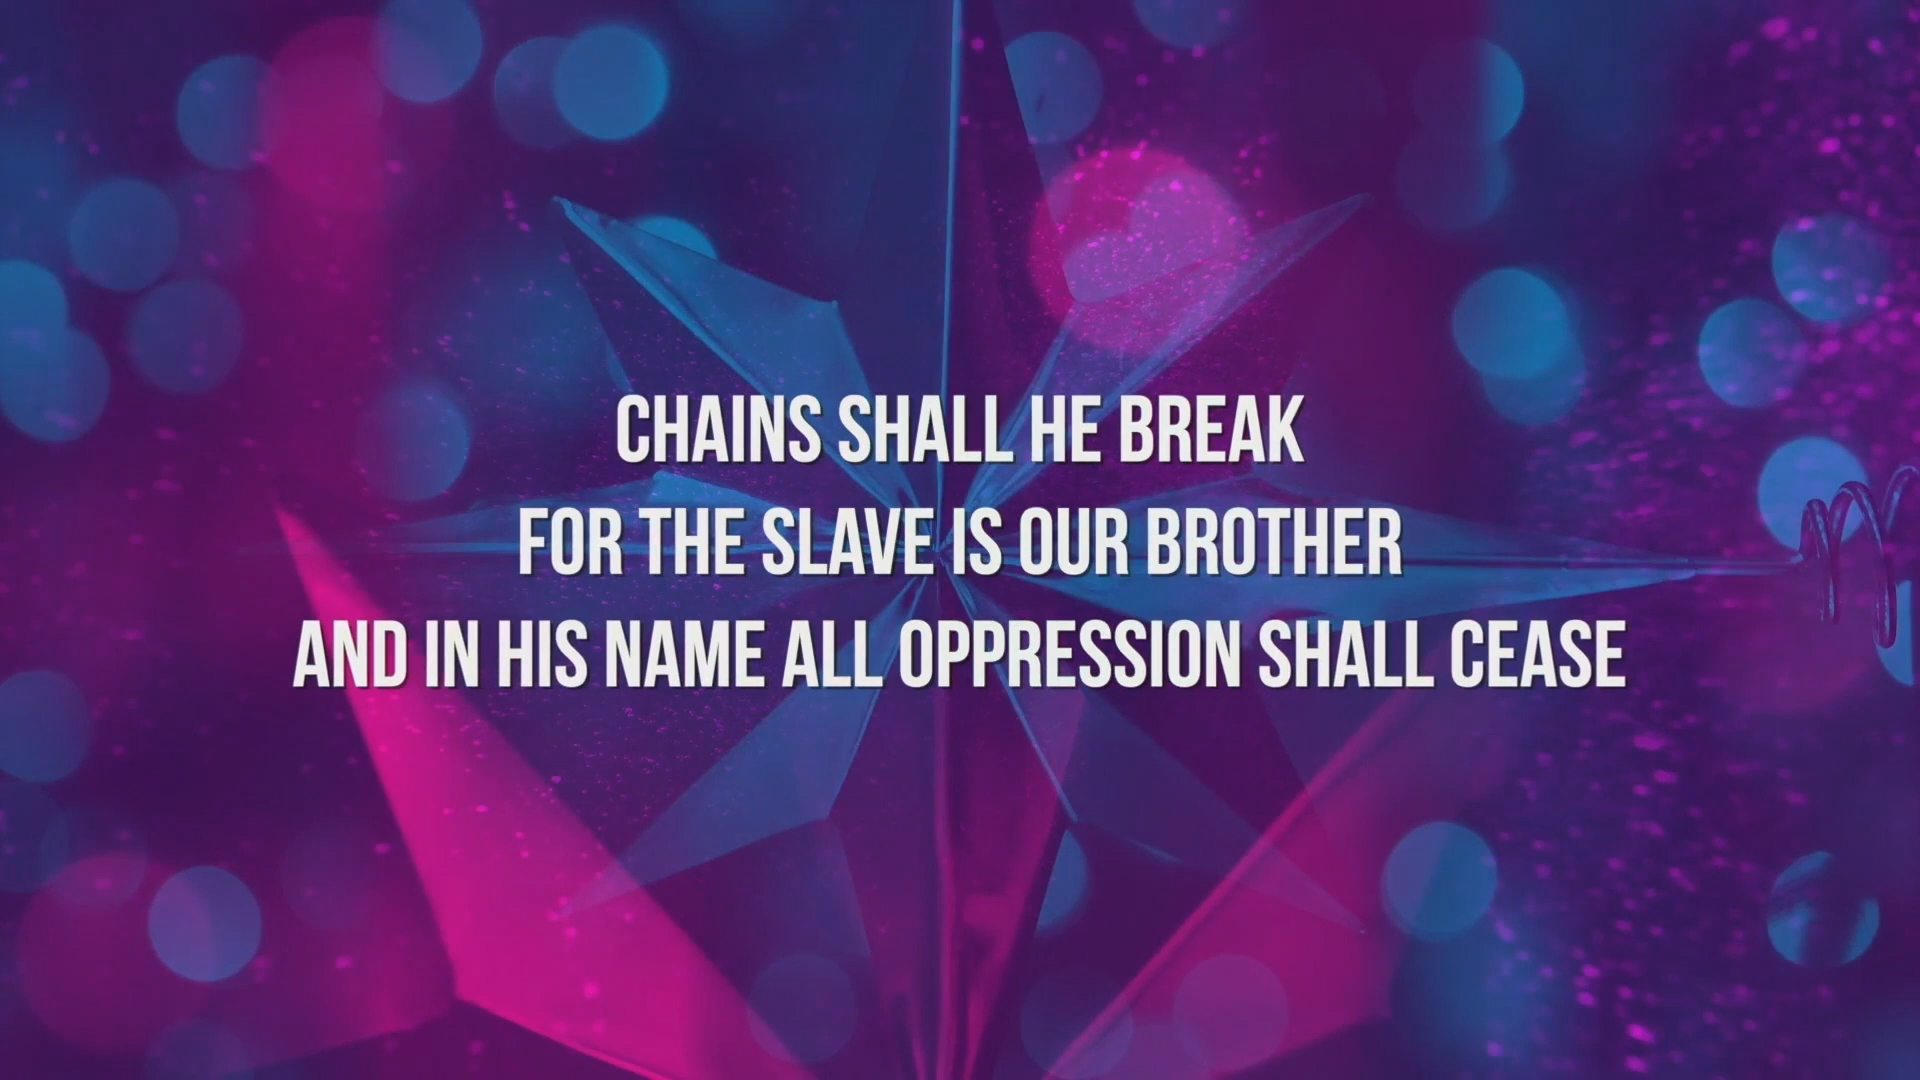 CHAINS SHALL HE BREAK
FOR THE SLAVE IS OUR BROTHER
AND IN HIS NAME ALL OPPRESSION SHALL CEASE